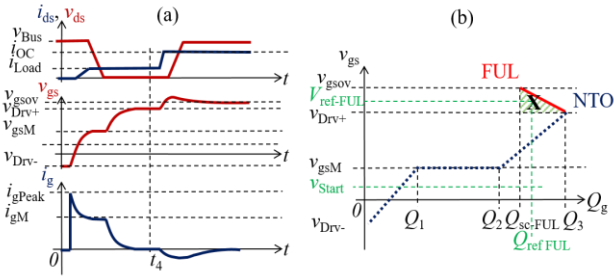 (a)
i_ds, v_ds
v_Bus
i_OC
i_Load
t
v_gs
v_gsov
v_Drv+
v_gsM
v_Drv-
t
i_g
i_gPeak
i_gM
0
t_4
t
(b)
v_gs
v_gsov
FUL
V_ref-FUL
X
NTO
v_Drv+
v_gsM
v_Start
0
v_Drv-
Q_1
Q_2
Q_sc-FUL
Q_3
Q_g
Q_ref FUL